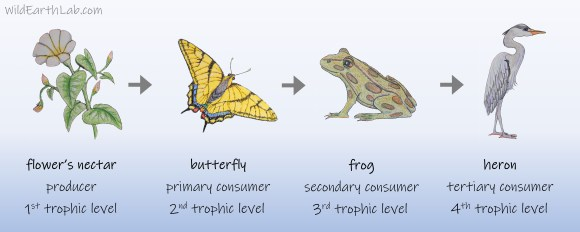 WildEarthLab.com
flower's nectar
producer
1st trophic level
butterfly
primary consumer
2nd trophic level
frog
secondary consumer
3rd trophic level
heron
tertiary consumer
4th trophic level